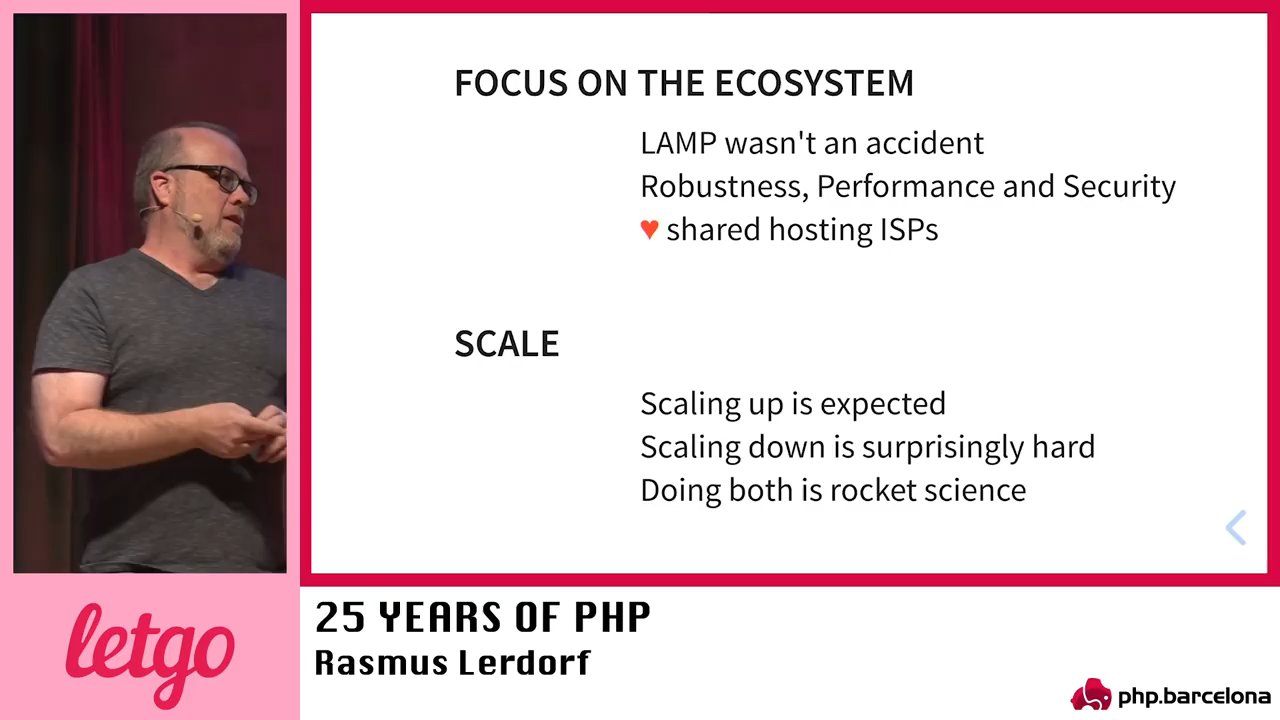 FOCUS ON THE ECOSYSTEM
LAMP wasn't an accident
Robustness, Performance and Security
♥ shared hosting ISPs
SCALE
Scaling up is expected
Scaling down is surprisingly hard
Doing both is rocket science
letgo
25 YEARS OF PHP
Rasmus Lerdorf
php.barcelona